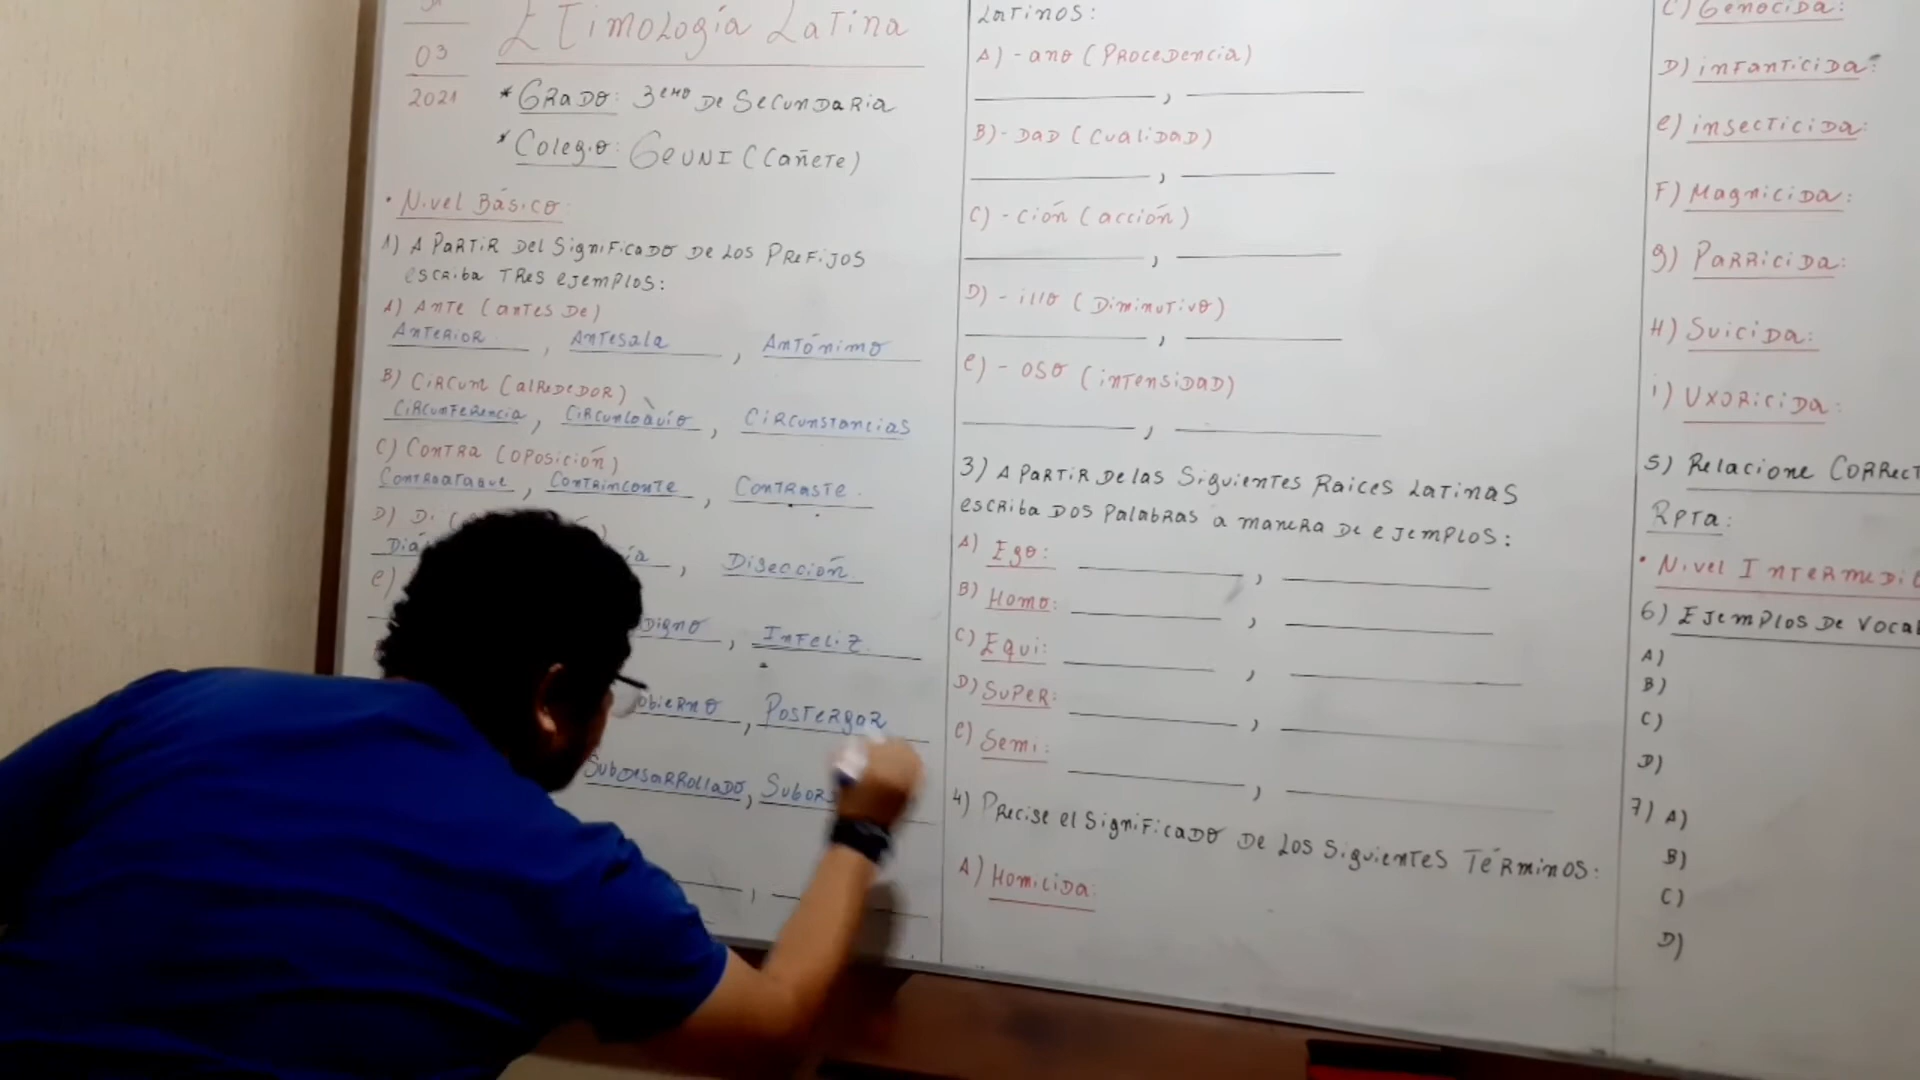 03
2021
Etimología Latina
* Grado: 3ero de Secundaria
* Colegio: GEUNI (Cañete)
• Nivel Básico:
1) A partir del significado de los prefijos
escriba tres ejemplos:
A) Ante (antes de)
Anterior, Antesala, Antónimo
B) Circum (alrededor)
Circunferencia, Circunloquio, Circunstancias
C) Contra (oposición)
Contraataque, Contrincante, Contraste.
D) Di
Disección
e)
digno, Infeliz
obierno, Postergar
Subdesarrollado, Subor
Latinos:
A) -ano (Procedencia)
B) -dad (Cualidad)
C) -ción (acción)
D) -illo (Diminutivo)
e) -oso (intensidad)
3) A partir de las siguientes raices latinas
escriba dos palabras a manera de ejemplos:
A) Ego:
B) Homo:
C) Equi:
D) Super:
e) Semi:
4) Precise el significado de los siguientes términos:
A) Homicida:
C) Genocida:
D) infanticida:
e) insecticida:
F) Magnicida:
g) Parricida:
H) Suicida:
i) Uxoricida:
5) Relacione correct
Rpta:
• Nivel Intermedi
6) Ejemplos de vocab
A)
B)
C)
D)
7) A)
B)
C)
D)